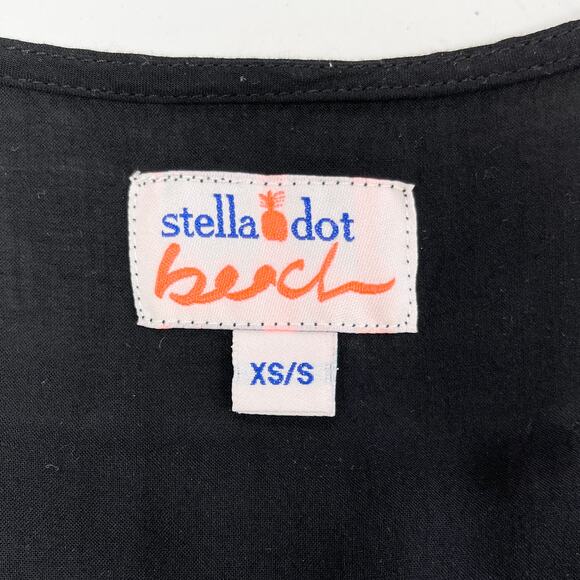 stella dot
beach
XS/S